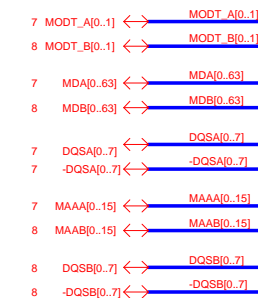 7 MODT_A[0..1] MODT_A[0..1]
8 MODT_B[0..1] MODT_B[0..1]
7 MDA[0..63] MDA[0..63]
8 MDB[0..63] MDB[0..63]
7 DQSA[0..7] DQSA[0..7]
7 -DQSA[0..7] -DQSA[0..7]
7 MAAA[0..15] MAAA[0..15]
8 MAAB[0..15] MAAB[0..15]
8 DQSB[0..7] DQSB[0..7]
8 -DQSB[0..7] -DQSB[0..7]